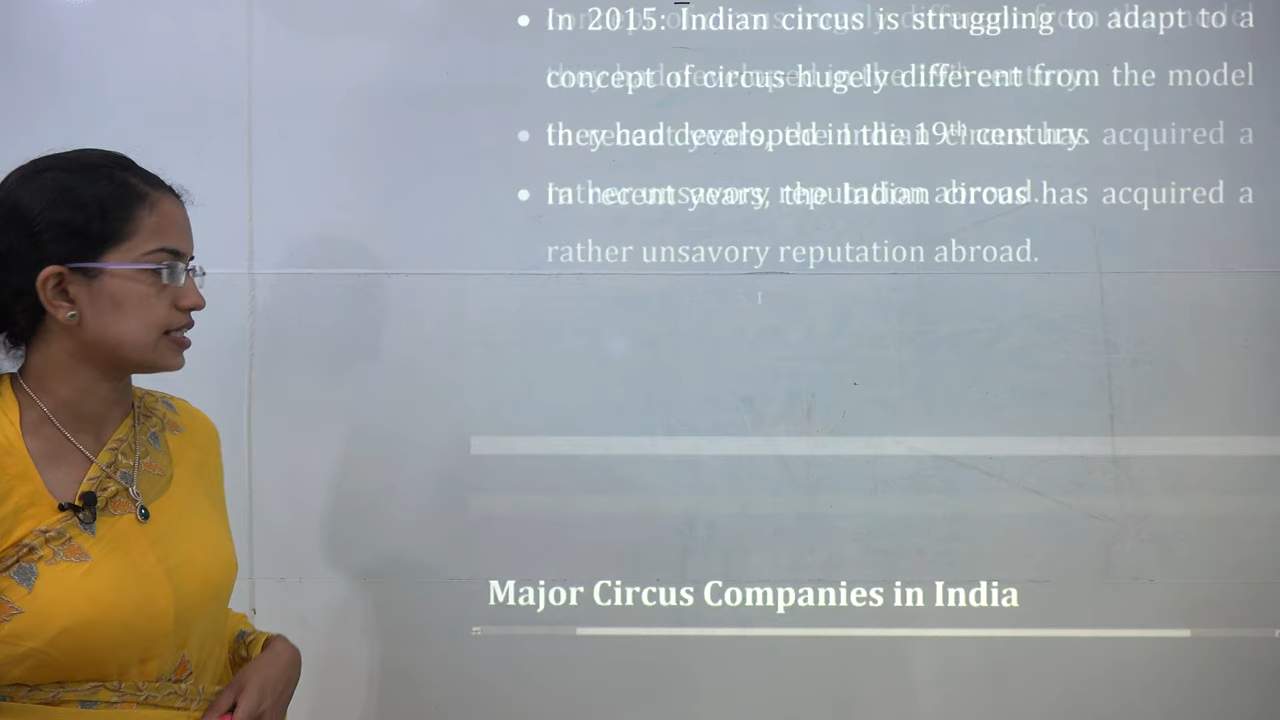 In 2015: Indian circus is struggling to adapt to a
concept of circus hugely different from the model
they had developed in the 19th century.
In recent years, the Indian circus has acquired a
rather unsavory reputation abroad.
Major Circus Companies in India